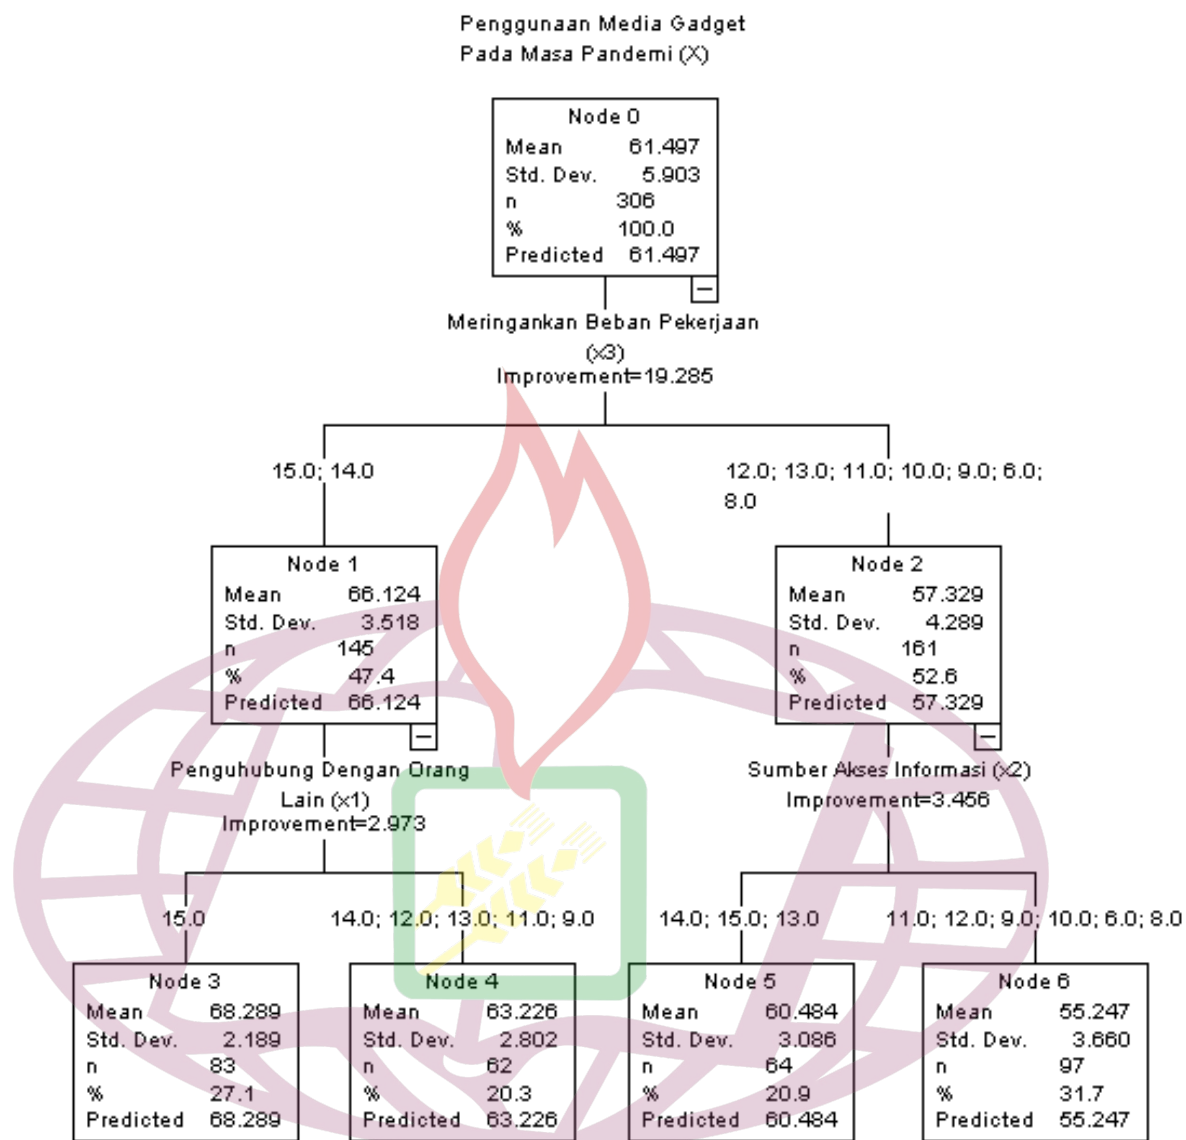 Penggunaan Media Gadget
Pada Masa Pandemi (X)
Node 0
Mean 61.497
Std. Dev. 5.903
n 306
% 100.0
Predicted 61.497
Meringankan Beban Pekerjaan
(x3)
Improvement=19.285
15.0; 14.0
12.0; 13.0; 11.0; 10.0; 9.0; 6.0;
8.0
Node 1
Mean 66.124
Std. Dev. 3.518
n 145
% 47.4
Predicted 66.124
Node 2
Mean 57.329
Std. Dev. 4.289
n 161
% 52.6
Predicted 57.329
Penguhubung Dengan Orang
Lain (x1)
Improvement=2.973
Sumber Akses Informasi (x2)
Improvement=3.456
15.0
14.0; 12.0; 13.0; 11.0; 9.0
14.0; 15.0; 13.0
11.0; 12.0; 9.0; 10.0; 6.0; 8.0
Node 3
Mean 68.289
Std. Dev. 2.189
n 83
% 27.1
Predicted 68.289
Node 4
Mean 63.226
Std. Dev. 2.802
n 62
% 20.3
Predicted 63.226
Node 5
Mean 60.484
Std. Dev. 3.086
n 64
% 20.9
Predicted 60.484
Node 6
Mean 55.247
Std. Dev. 3.660
n 97
% 31.7
Predicted 55.247